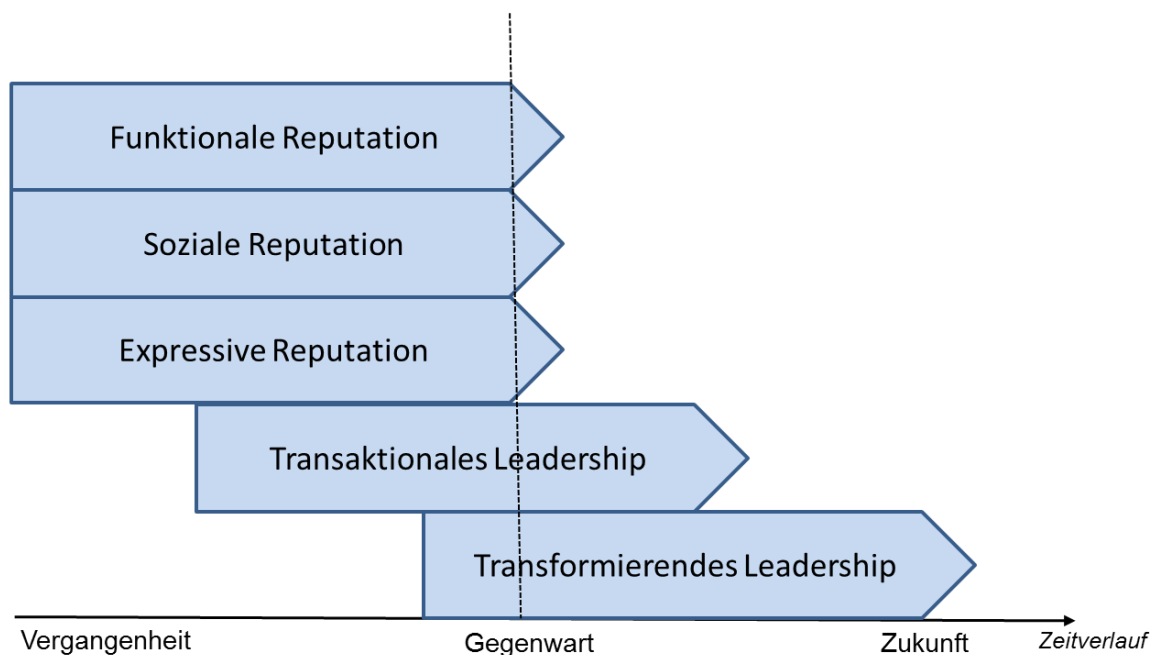 Funktionale Reputation
Soziale Reputation
Expressive Reputation
Transaktionales Leadership
Transformierendes Leadership
Vergangenheit Gegenwart Zukunft Zeitverlauf